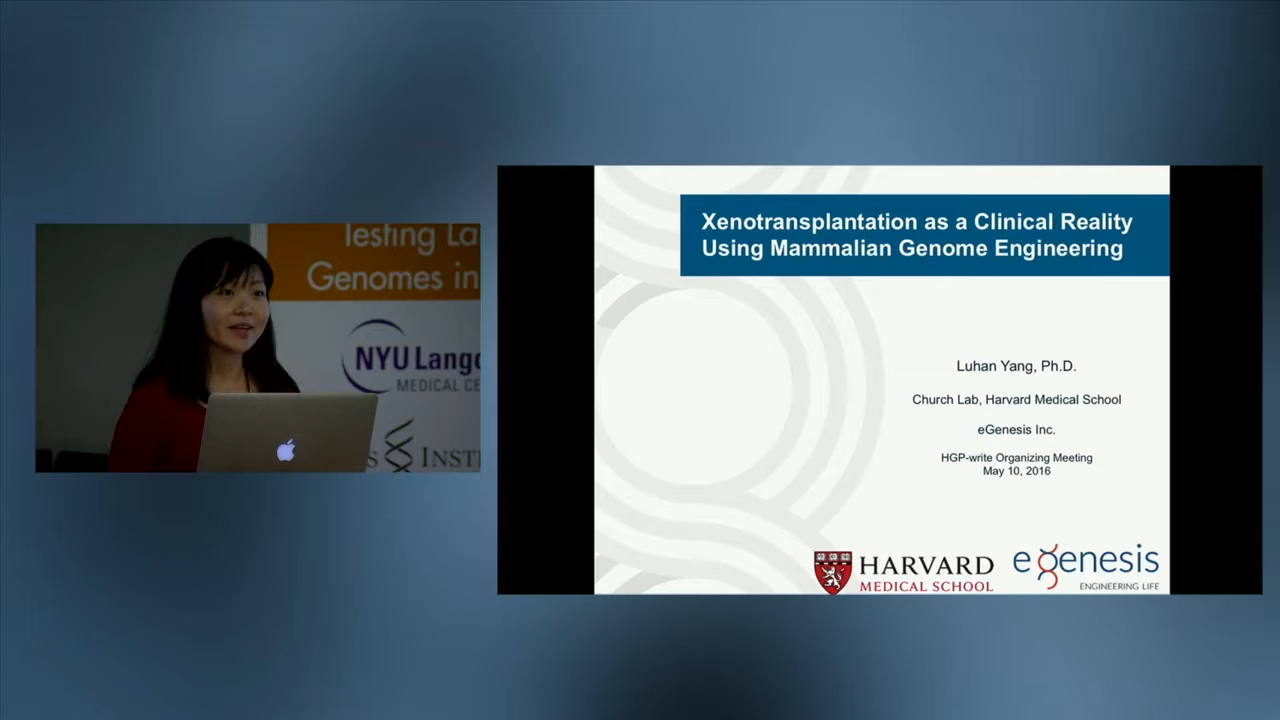 Testing La
Genomes in
NYU Lango
MEDICAL CE
S INST
Xenotransplantation as a Clinical Reality
Using Mammalian Genome Engineering
Luhan Yang, Ph.D.
Church Lab, Harvard Medical School
eGenesis Inc.
HGP-write Organizing Meeting
May 10, 2016
HARVARD
MEDICAL SCHOOL
egenesis
ENGINEERING LIFE